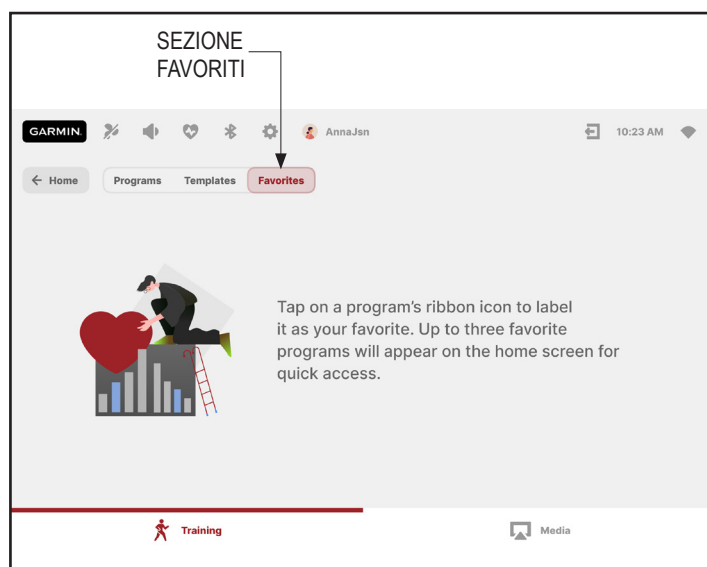 SEZIONE
FAVORITI
GARMIN.
AnnaJsn
10:23 AM
← Home
Programs
Templates
Favorites
Tap on a program's ribbon icon to label
it as your favorite. Up to three favorite
programs will appear on the home screen for
quick access.
Training
Media